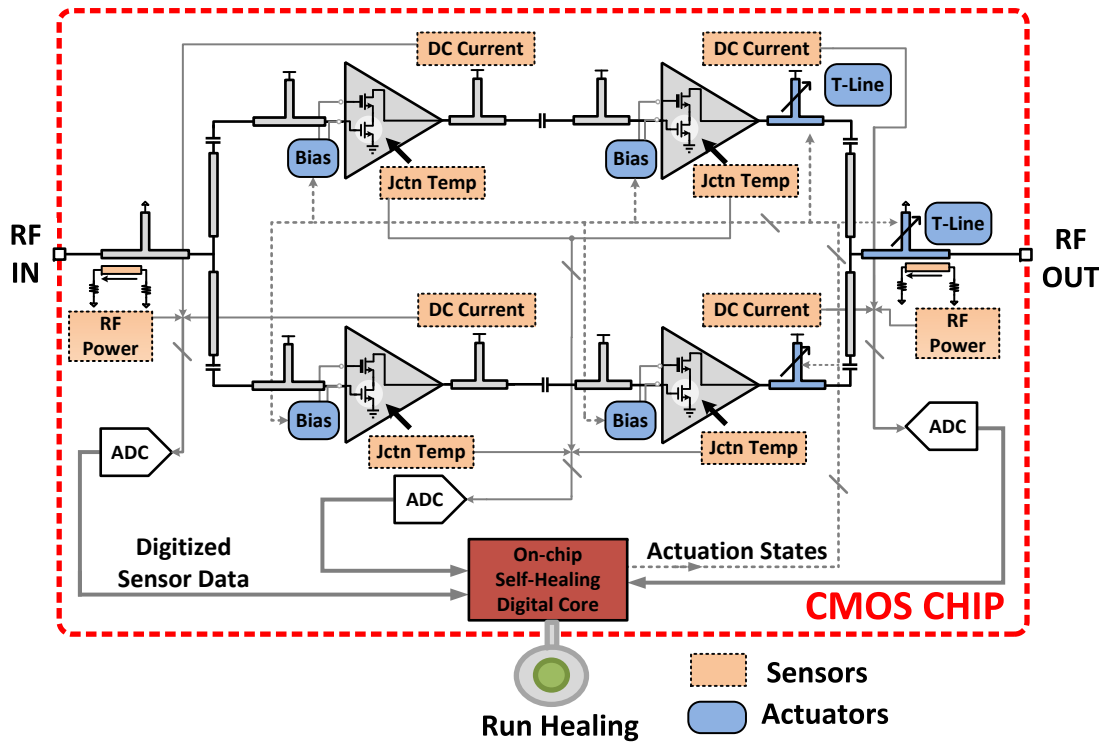 DC Current
DC Current
T-Line
Bias
Jctn Temp
Bias
Jctn Temp
RF
IN
T-Line
RF
OUT
RF
Power
DC Current
DC Current
RF
Power
Bias
Jctn Temp
Bias
Jctn Temp
ADC
ADC
ADC
Digitized
Sensor Data
On-chip
Self-Healing
Digital Core
Actuation States
CMOS CHIP
Run Healing
Sensors
Actuators